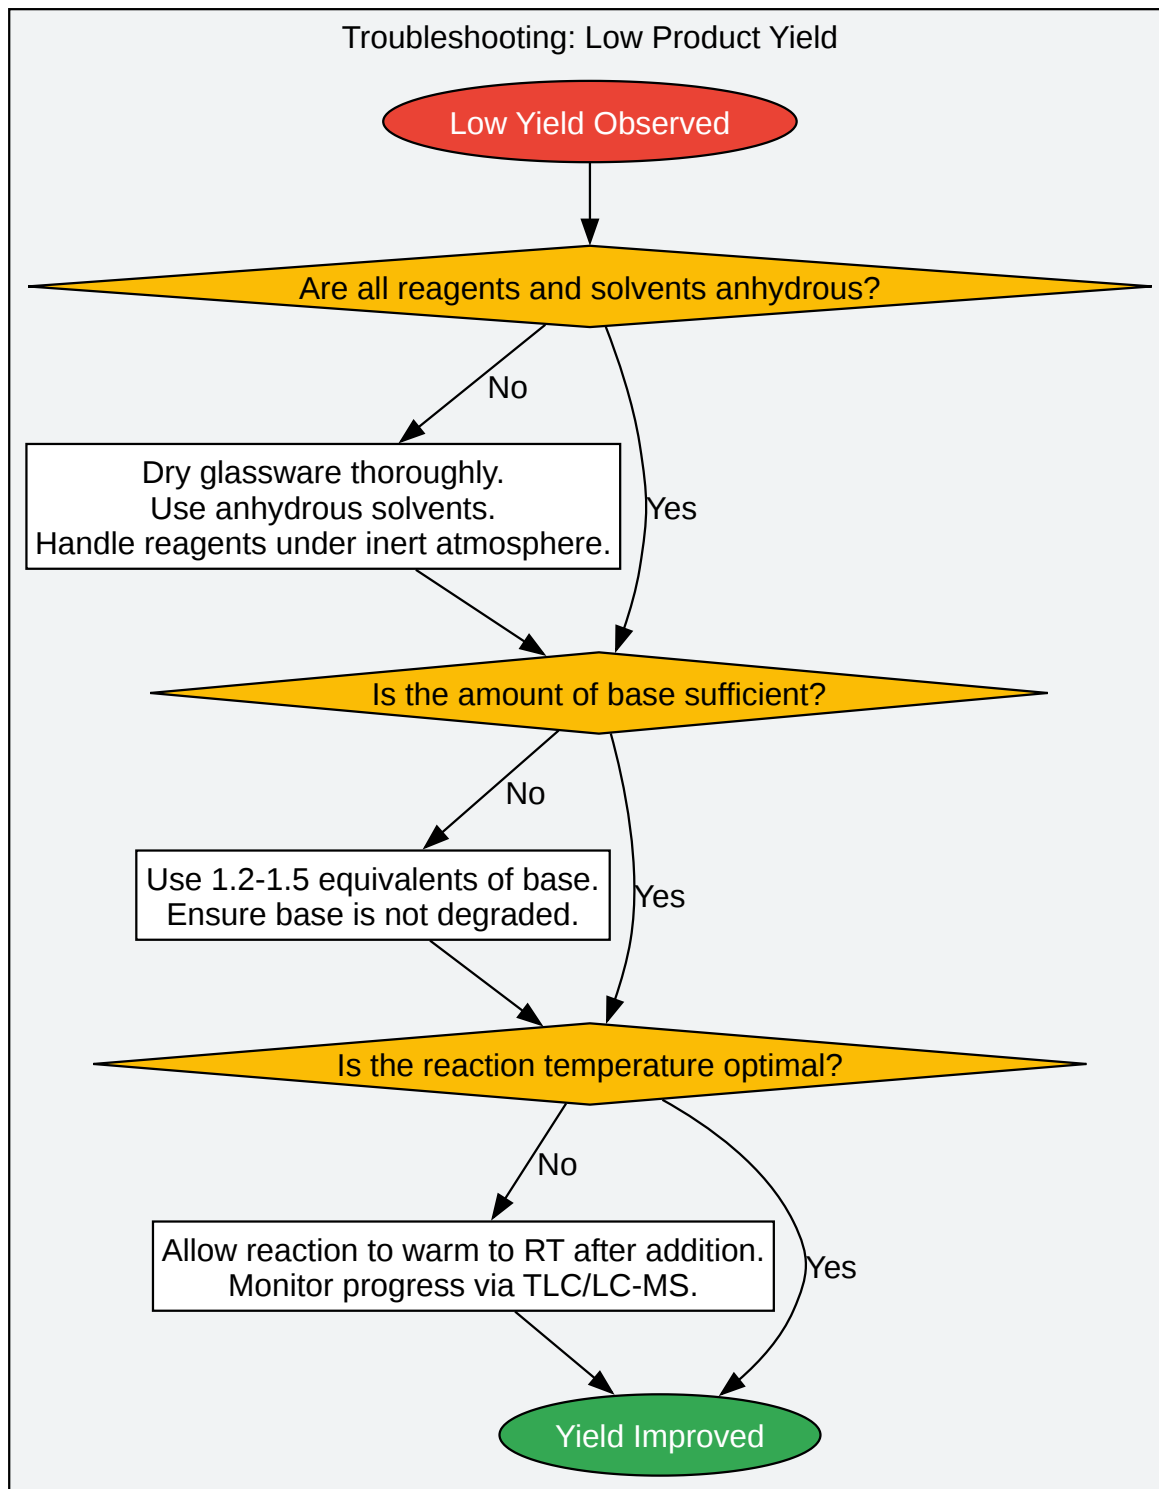 Troubleshooting: Low Product Yield
Low Yield Observed
Are all reagents and solvents anhydrous?
No
Dry glassware thoroughly.
Use anhydrous solvents.
Handle reagents under inert atmosphere.
Yes
Is the amount of base sufficient?
No
Use 1.2-1.5 equivalents of base.
Ensure base is not degraded.
Yes
Is the reaction temperature optimal?
No
Allow reaction to warm to RT after addition.
Monitor progress via TLC/LC-MS.
Yes
Yield Improved